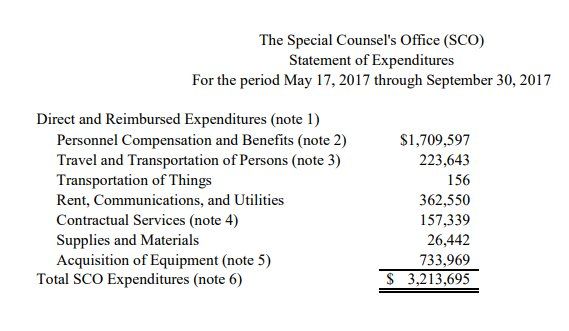 The Special Counsel's Office (SCO)
Statement of Expenditures
For the period May 17, 2017 through September 30, 2017
Direct and Reimbursed Expenditures (note 1)
Personnel Compensation and Benefits (note 2) $1,709,597
Travel and Transportation of Persons (note 3) 223,643
Transportation of Things 156
Rent, Communications, and Utilities 362,550
Contractual Services (note 4) 157,339
Supplies and Materials 26,442
Acquisition of Equipment (note 5) 733,969
Total SCO Expenditures (note 6) $ 3,213,695